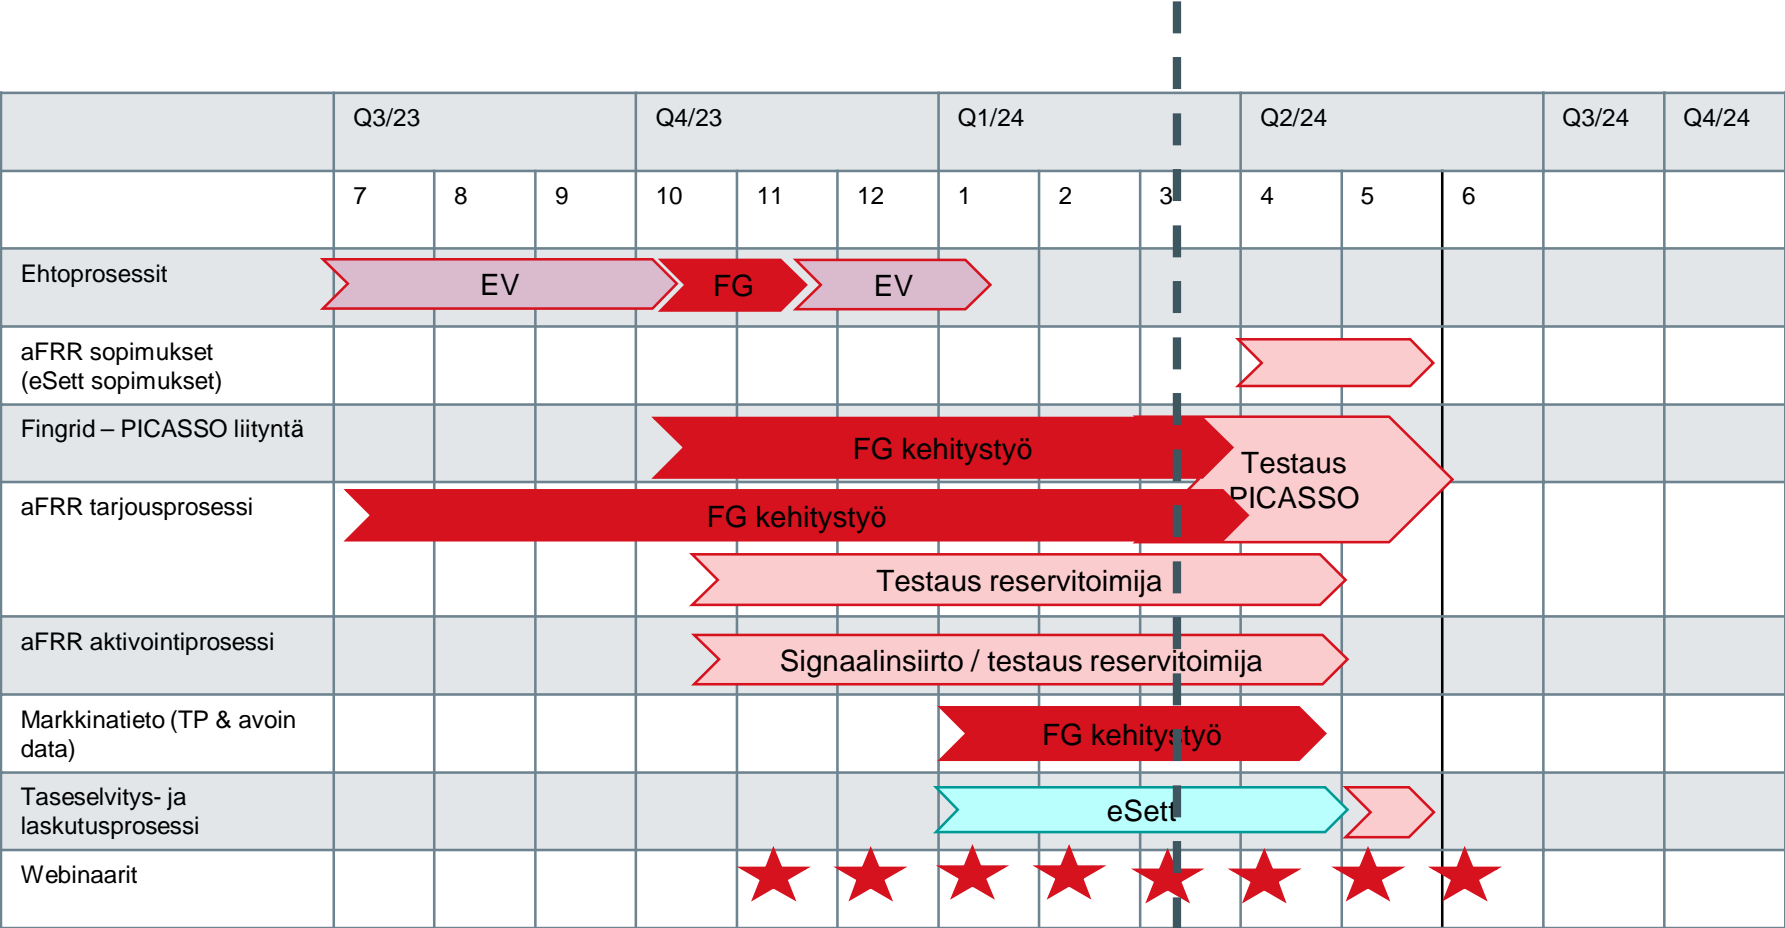 Q3/23
Q4/23
Q1/24
Q2/24
Q3/24
Q4/24
7
8
9
10
11
12
1
2
3
4
5
6
Ehtoprosessit
EV
FG
EV
aFRR sopimukset
(eSett sopimukset)
Fingrid – PICASSO liityntä
FG kehitystyö
Testaus
PICASSO
aFRR tarjousprosessi
FG kehitystyö
Testaus reservitoimija
aFRR aktivointiprosessi
Signaalinsiirto / testaus reservitoimija
Markkinatieto (TP & avoin
data)
FG kehitystyö
Taseselvitys- ja
laskutusprosessi
eSett
Webinaarit